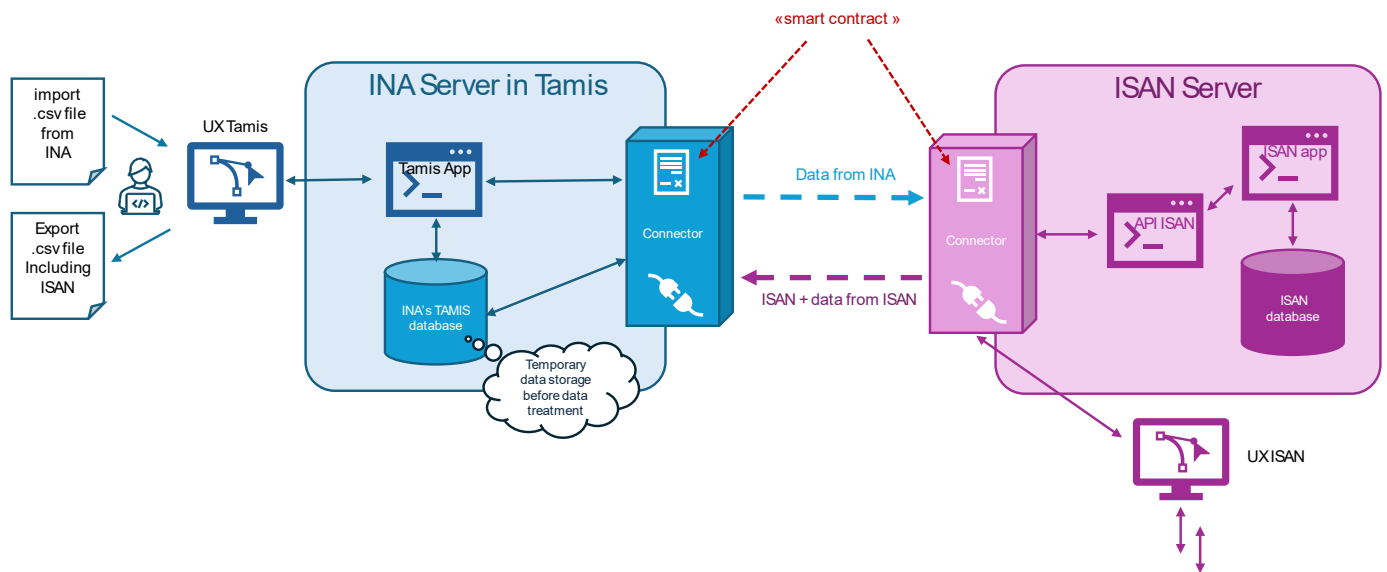 «smart contract »
INA Server in Tamis
ISAN Server
import
.csv file
from
INA
UX Tamis
Tamis App
Connector
Data from INA
Connector
ISAN app
API ISAN
Export
.csv file
Including
ISAN
INA's TAMIS
database
ISAN + data from ISAN
ISAN
database
Temporary
data storage
before data
treatment
UX ISAN